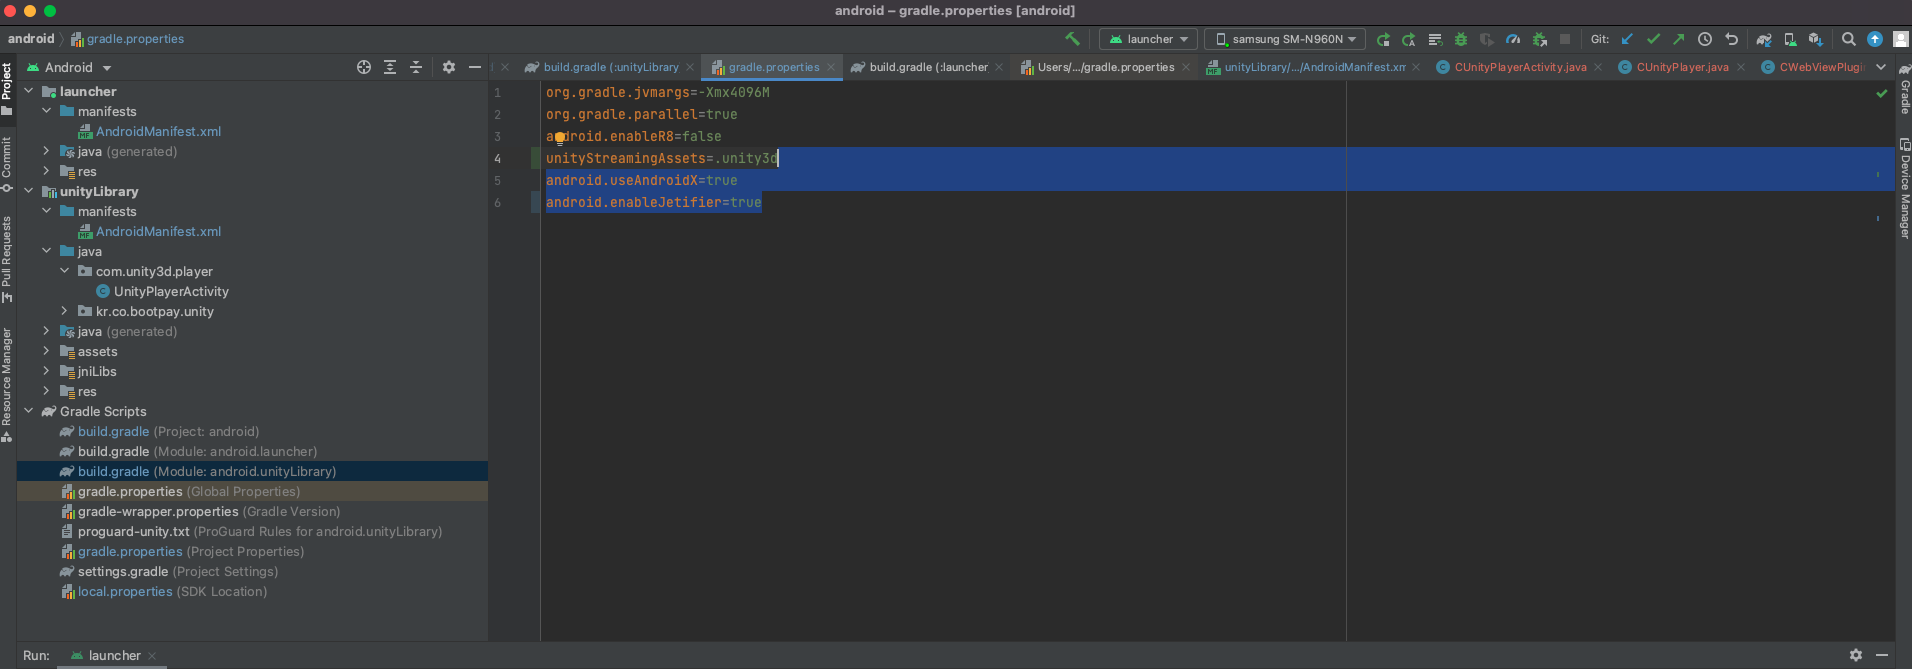 android – gradle.properties [android]
android
gradle.properties
launcher
samsung SM-N960N
Git:
Project
Commit
Pull Requests
Resource Manager
Android
build.gradle (:unityLibrary
gradle.properties
build.gradle (:launcher
Users/.../gradle.properties
unityLibrary/.../AndroidManifest.xm
CUnityPlayerActivity.java
CUnityPlayer.java
CWebViewPlugi
Gradle
Device Manager
launcher
manifests
AndroidManifest.xml
java (generated)
res
unityLibrary
manifests
AndroidManifest.xml
java
com.unity3d.player
UnityPlayerActivity
kr.co.bootpay.unity
java (generated)
assets
jniLibs
res
Gradle Scripts
build.gradle (Project: android)
build.gradle (Module: android.launcher)
build.gradle (Module: android.unityLibrary)
gradle.properties (Global Properties)
gradle-wrapper.properties (Gradle Version)
proguard-unity.txt (ProGuard Rules for android.unityLibrary)
gradle.properties (Project Properties)
settings.gradle (Project Settings)
local.properties (SDK Location)
1 org.gradle.jvmargs=-Xmx4096M
2 org.gradle.parallel=true
3 android.enableR8=false
4 unityStreamingAssets=.unity3d
5 android.useAndroidX=true
6 android.enableJetifier=true
Run:
launcher